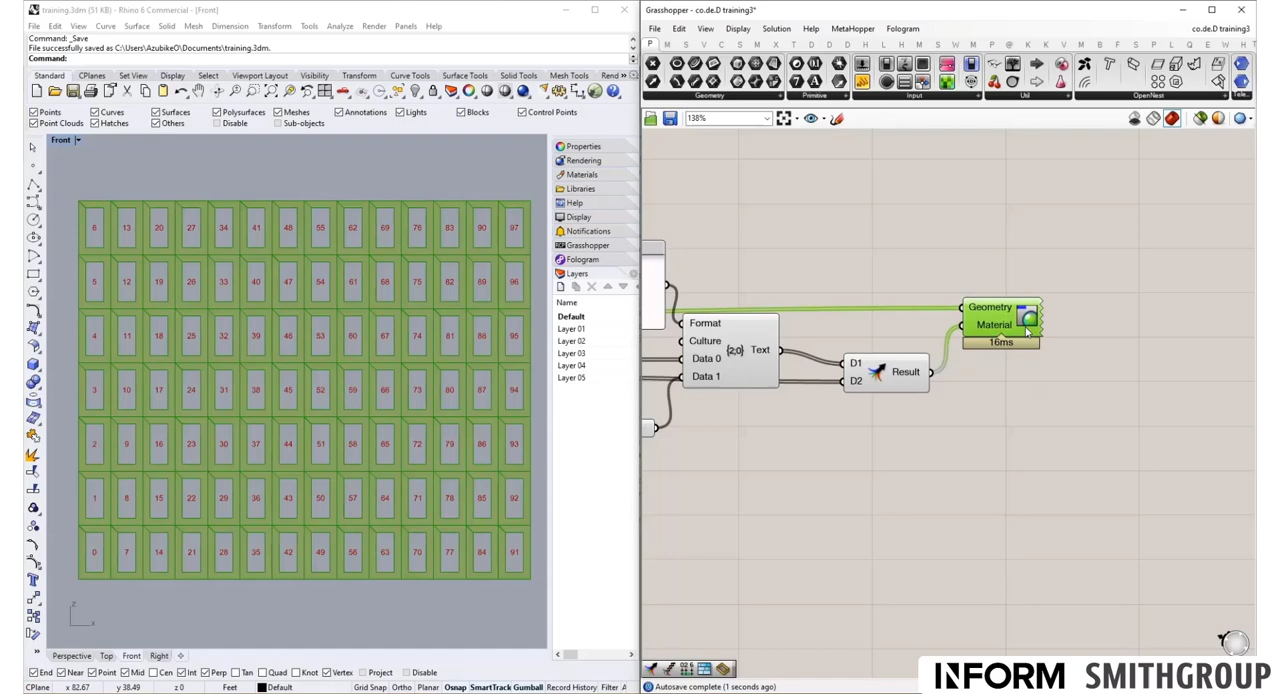 training.3dm (51 KB) - Rhino 6 Commercial - [Front]
File Edit View Curve Surface Solid Mesh Dimension Transform Tools Analyze Render Panels Help
Command: _Save
File successfully saved as C:\Users\AzubikeO\Documents\training.3dm.
Command:
Standard CPlanes Set View Display Select Viewport Layout Visibility Transform Curve Tools Surface Tools Solid Tools Mesh Tools Rend »
Points Curves Surfaces Polysurfaces Meshes Annotations Lights Blocks Control Points
Point Clouds Hatches Others Disable Sub-objects
Front
6 13 20 27 34 41 48 55 62 69 76 83 90 97
5 12 19 26 33 40 47 54 61 68 75 82 89 96
4 11 18 25 32 39 46 53 60 67 74 81 88 95
3 10 17 24 31 38 45 52 59 66 73 80 87 94
2 9 16 23 30 37 44 51 58 65 72 79 86 93
1 8 15 22 29 36 43 50 57 64 71 78 85 92
0 7 14 21 28 35 42 49 56 63 70 77 84 91
z
x
Properties
Rendering
Materials
Libraries
Help
Display
Notifications
Grasshopper
Fologram
Layers
Name
Default
Layer 01
Layer 02
Layer 03
Layer 04
Layer 05
Perspective Top Front Right
End Near Point Mid Cen Int Perp Tan Quad Knot Vertex Project Disable
CPlane x 82.67 y 38.49 z 0 Feet Default Grid Snap Ortho Planar Osnap SmartTrack Gumball Record History Filter
Grasshopper - co.de.D training3*
File Edit View Display Solution Help MetaHopper Fologram co.de.D training3
Geometry Primitive Input Util OpenNest Tele...
138%
Format
Culture
Data 0
Data 1
{2;0}
Text
D1
D2
Result
Geometry
Material
16ms
Autosave complete (1 seconds ago)
INFORM SMITHGROUP